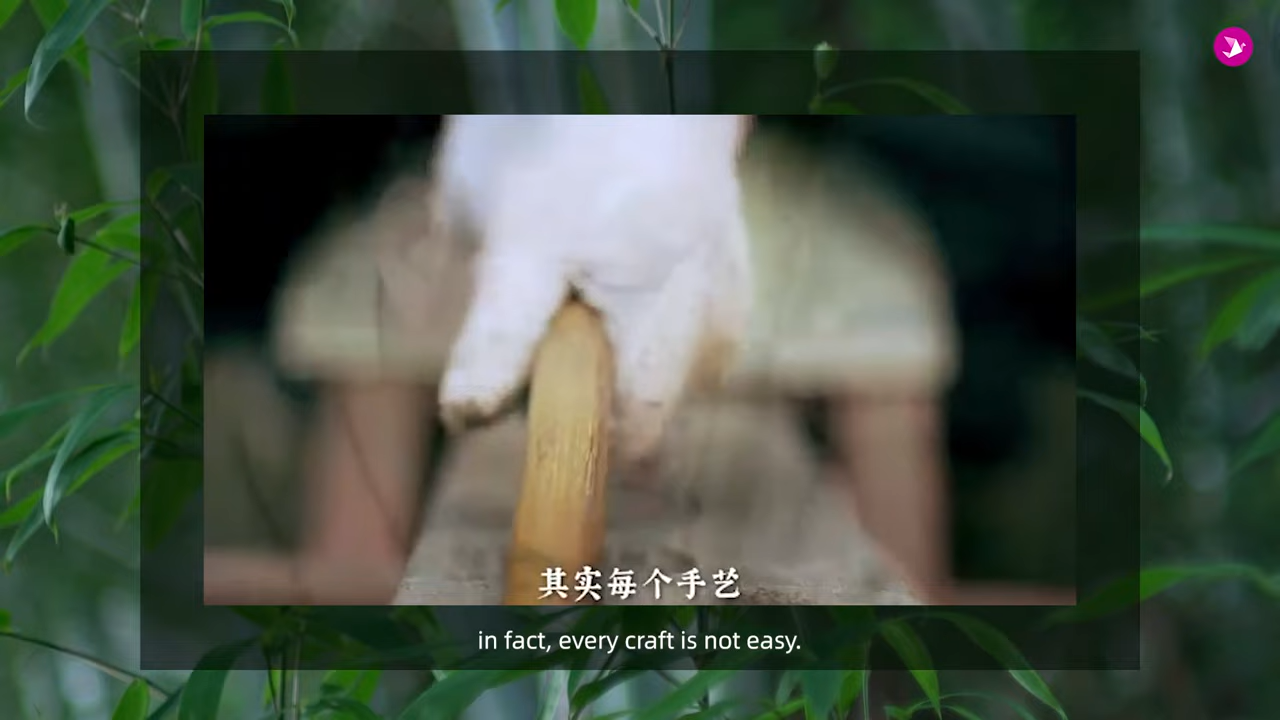 其实每个手艺
in fact, every craft is not easy.